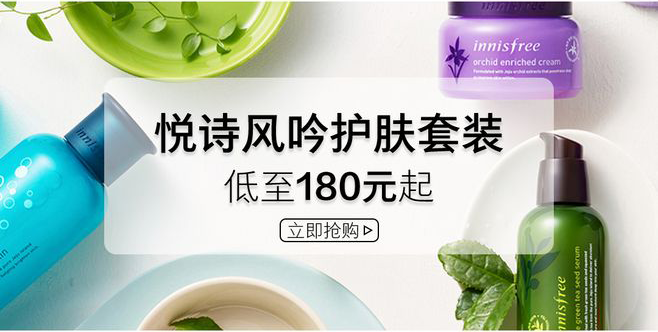 innisfree
orchid enriched cream
悦诗风吟护肤套装
低至180元起
立即抢购
innisfree
green tea seed serum